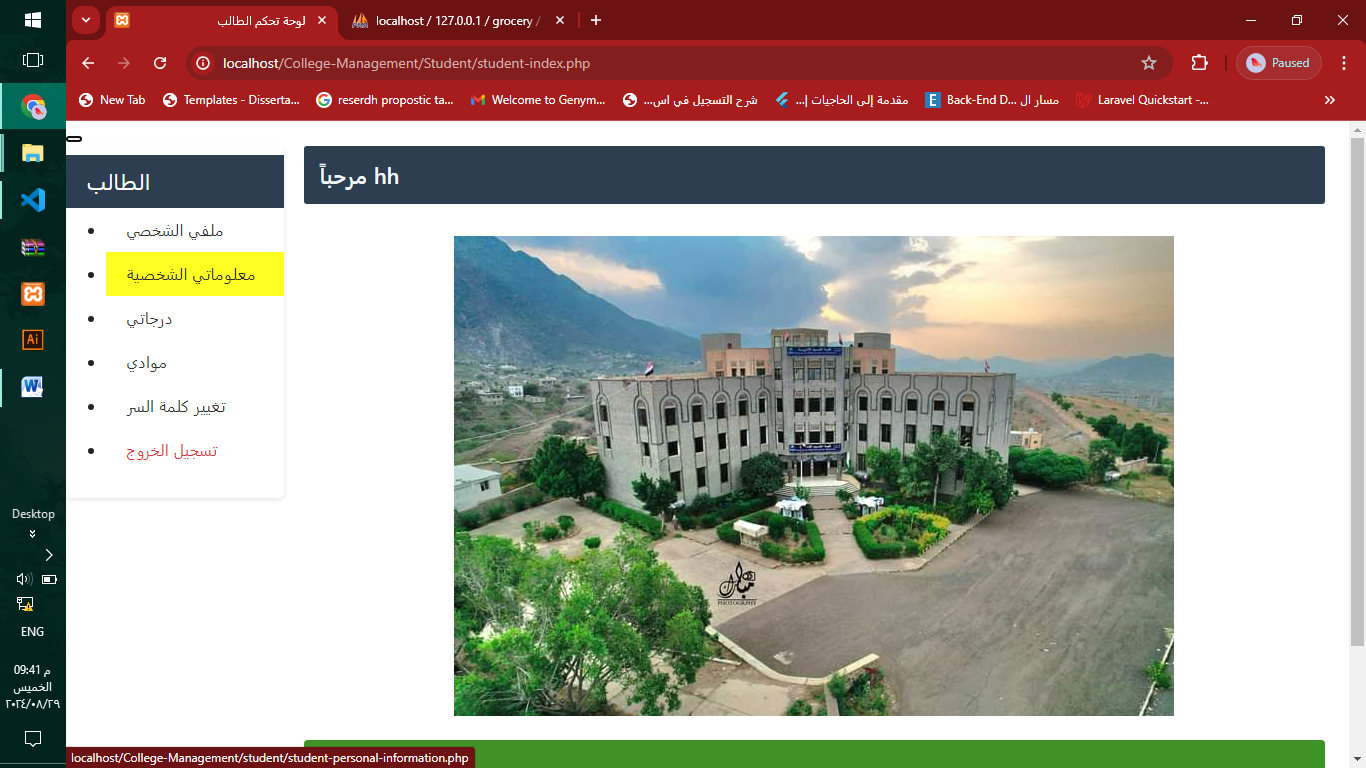 لوحة تحكم الطالب
localhost / 127.0.0.1 / grocery /
localhost/College-Management/Student/student-index.php
Paused
New Tab
Templates - Disserta...
reserdh propostic ta...
Welcome to Genym...
شرح التسجيل في اس...
مقدمة إلى الحاجيات |...
Back-End مسار ال D...
Laravel Quickstart -...
الطالب
ملفي الشخصي
معلوماتي الشخصية
درجاتي
موادي
تغيير كلمة السر
تسجيل الخروج
مرحباً hh
PHOTOGRAPHY
Desktop
ENG
09:41 م
الخميس
٢٠٢٤/٠٨/٢٩
localhost/College-Management/student/student-personal-information.php